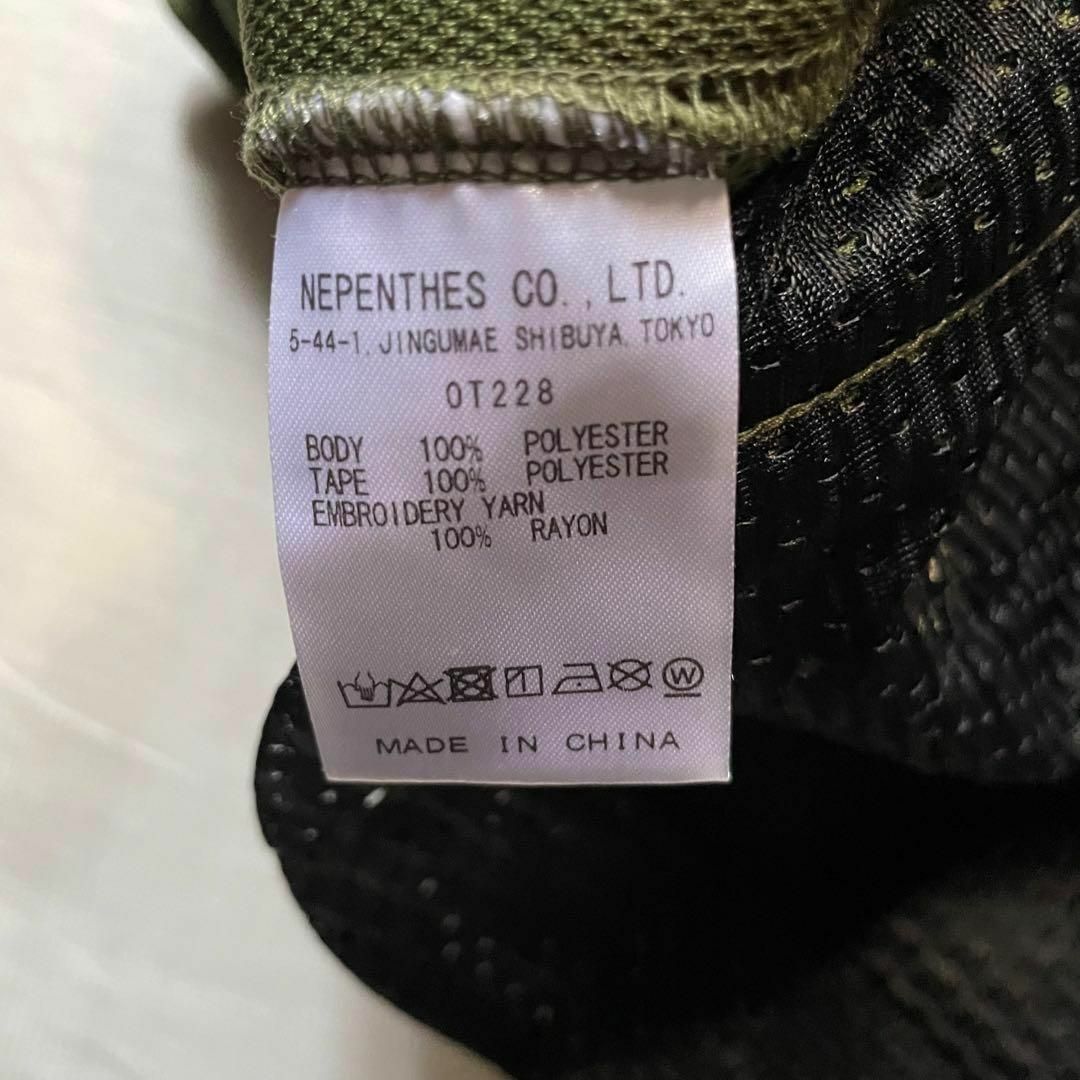 NEPENTHES CO., LTD.
5-44-1, JINGUMAE SHIBUYA, TOKYO
OT228
BODY 100% POLYESTER
TAPE 100% POLYESTER
EMBROIDERY YARN
100% RAYON
W
MADE IN CHINA